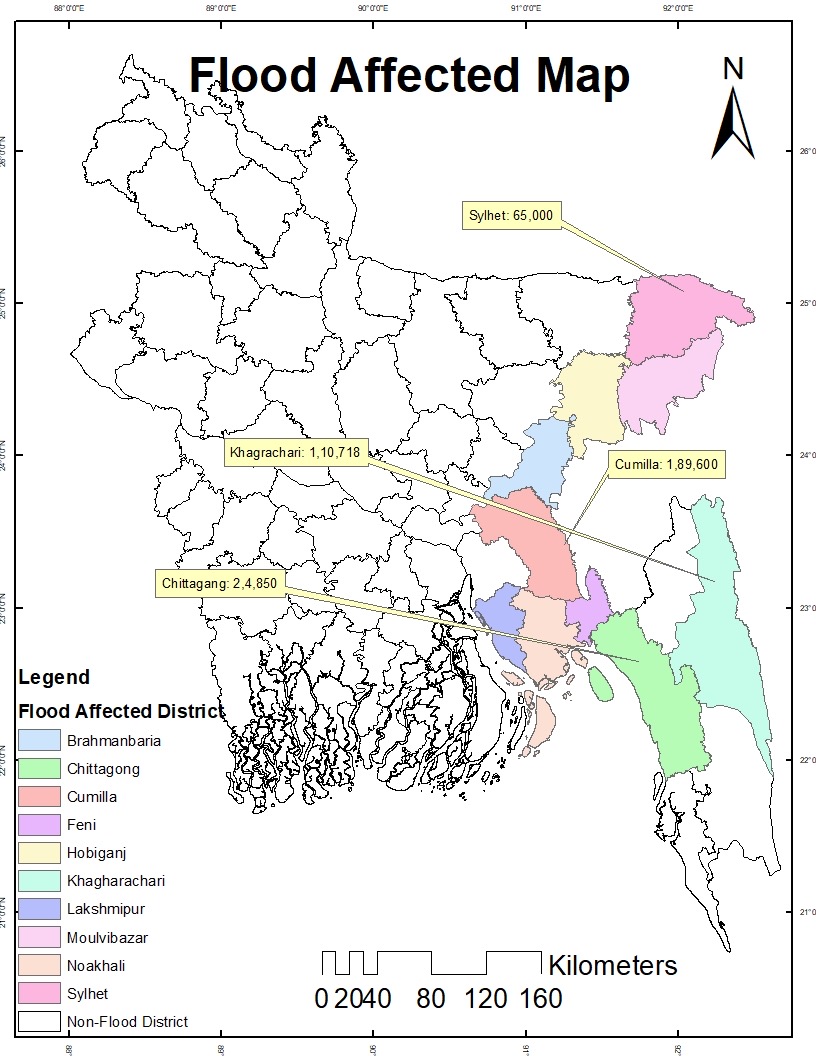 88°0'0"E 89°0'0"E 90°0'0"E 91°0'0"E 92°0'0"E
Flood Affected Map
N
26°0'0"N 26°0'
Sylhet: 65,000
25°0'0"N 25°0'
Khagrachari: 1,10,718
Cumilla: 1,89,600
24°0'0"N 24°0'
Chittagang: 2,4,850
23°0'0"N 23°0'
Legend
Flood Affected District
Brahmanbaria
22°0'0"N 22°0'
Chittagong
Cumilla
Feni
Hobiganj
Khagharachari
Lakshmipur
21°0'0"N 21°0'
Moulvibazar
Noakhali
Sylhet
Non-Flood District
Kilometers
0 20 40 80 120 160
88° 89° 90° 91° 92°